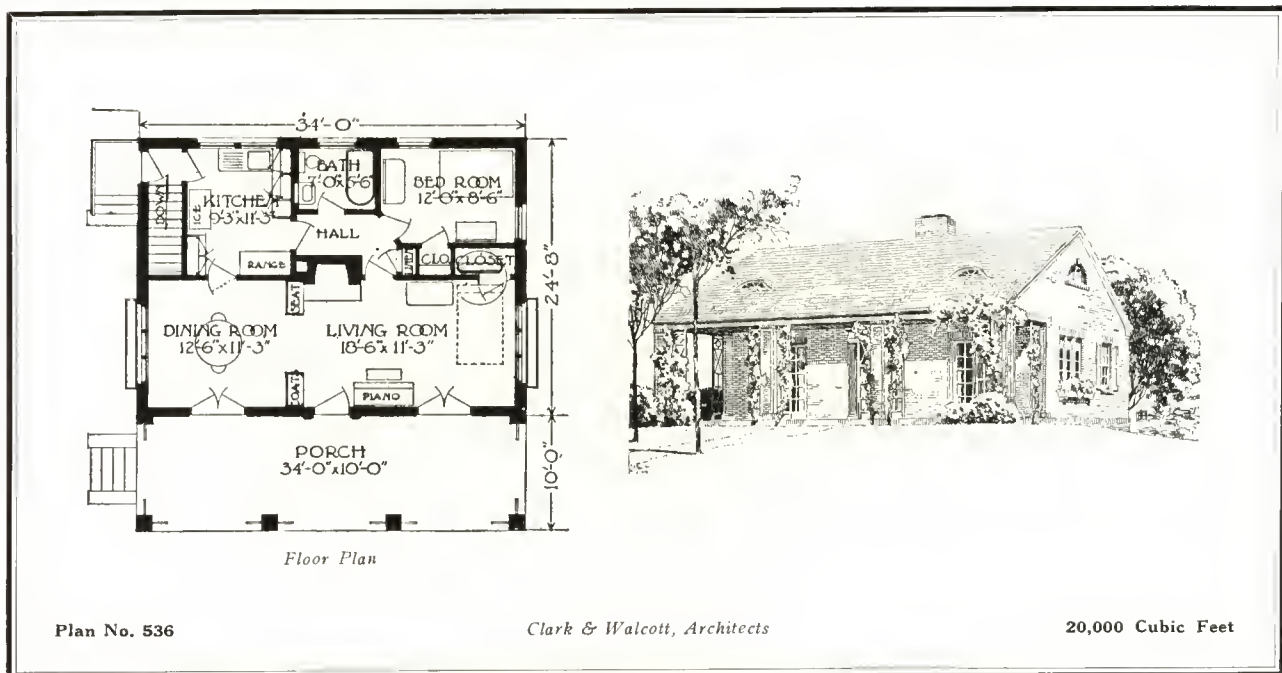 34'-0"
BATH
7'-0"x5'-6"
BED ROOM
12'-0"x8'-6"
KITCHEN
9'-3"x11'-3"
DOWN
ICE
HALL
RANGE
CLO.
CLOSET
24'-8"
SEAT
DINING ROOM
12'-6"x11'-3"
LIVING ROOM
18'-6"x11'-3"
PIANO
PORCH
34'-0"x10'-0"
10'-0"
Floor Plan
Plan No. 536
Clark & Walcott, Architects
20,000 Cubic Feet